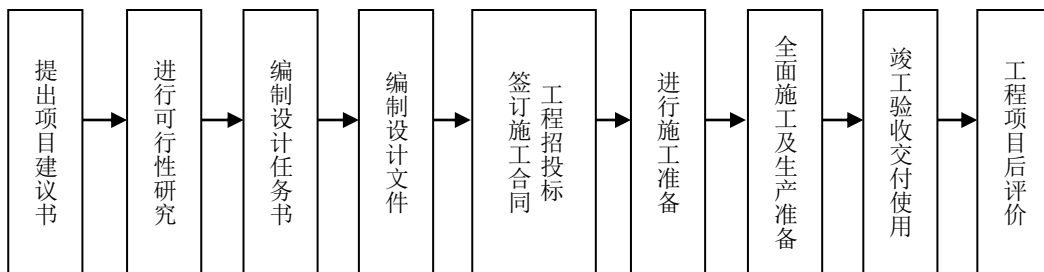 提出项目建议书
进行可行性研究
编制设计任务书
编制设计文件
工程招投标
签订施工合同
进行施工准备
全面施工及生产准备
竣工验收交付使用
工程项目后评价